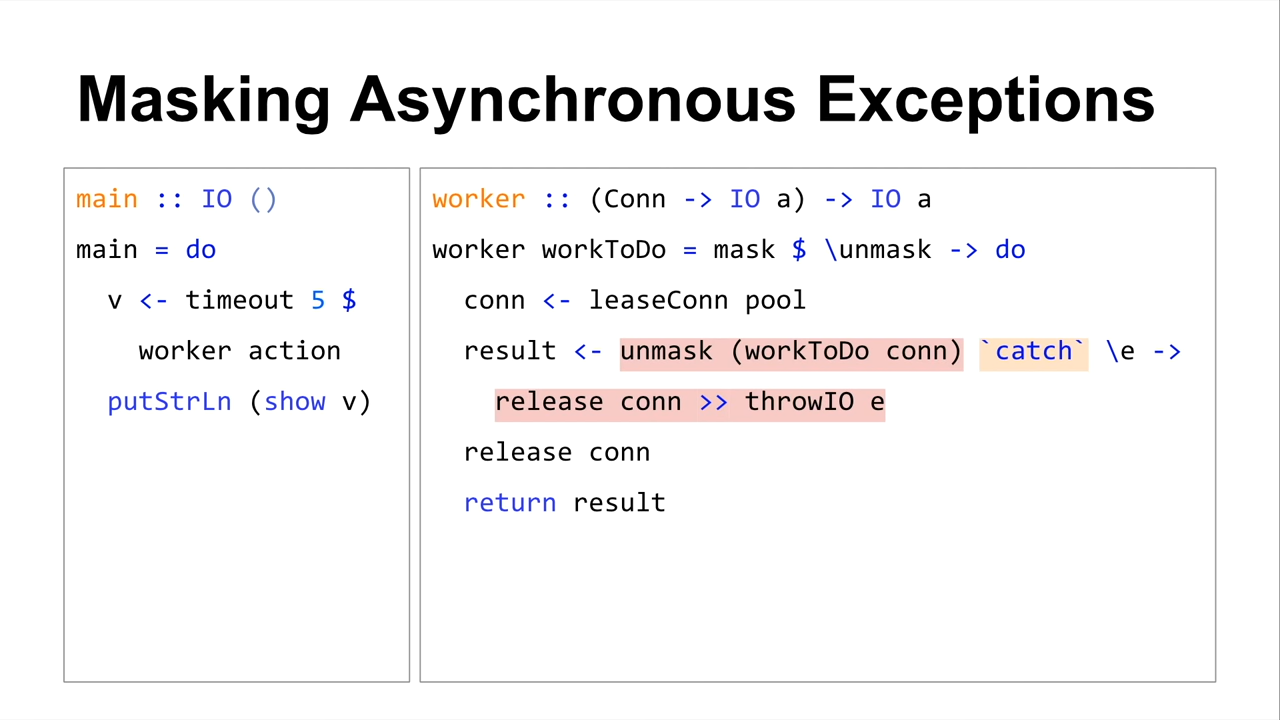 Masking Asynchronous Exceptions
main :: IO ()
main = do
  v <- timeout 5 $
    worker action
  putStrLn (show v)
worker :: (Conn -> IO a) -> IO a
worker workToDo = mask $ \unmask -> do
  conn <- leaseConn pool
  result <- unmask (workToDo conn) `catch` \e ->
    release conn >> throwIO e
  release conn
  return result